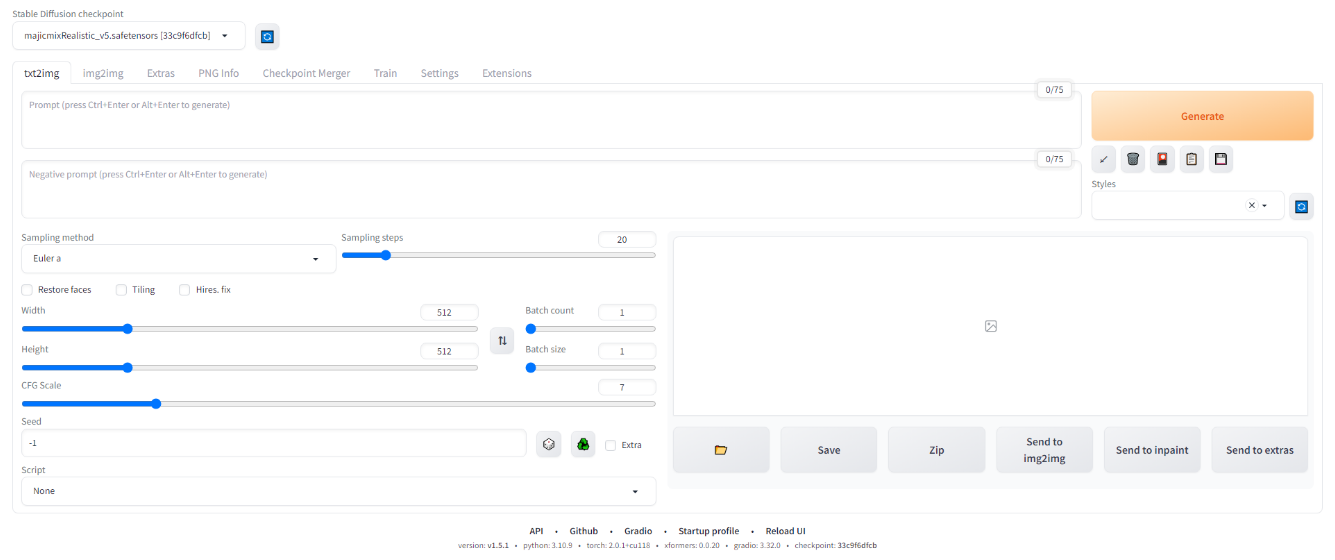 Stable Diffusion checkpoint
majicmixRealistic_v5.safetensors [33c9f6dfcb]
txt2img img2img Extras PNG Info Checkpoint Merger Train Settings Extensions
0/75
Prompt (press Ctrl+Enter or Alt+Enter to generate)
Generate
0/75
Negative prompt (press Ctrl+Enter or Alt+Enter to generate)
Styles
Sampling method
Euler a
Sampling steps
20
Restore faces Tiling Hires. fix
Width
512
Batch count
1
Height
512
Batch size
1
CFG Scale
7
Seed
-1
Extra
Script
None
Save
Zip
Send to
img2img
Send to inpaint
Send to extras
API • Github • Gradio • Startup profile • Reload UI
version: v1.5.1 • python: 3.10.9 • torch: 2.0.1+cu118 • xformers: 0.0.20 • gradio: 3.32.0 • checkpoint: 33c9f6dfcb